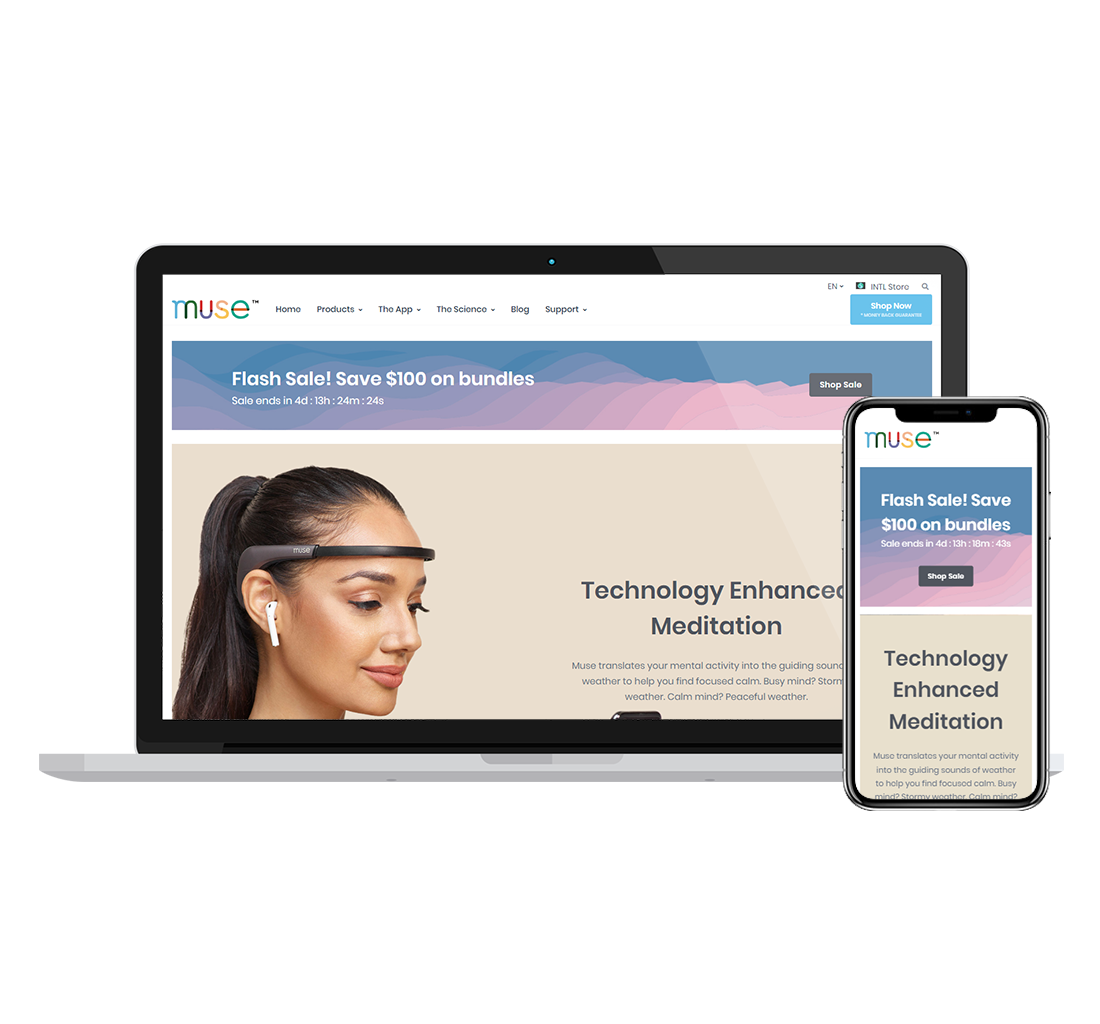 EN INTL Store
muse™ Home Products The App The Science Blog Support
Shop Now
* MONEY BACK GUARANTEE
Flash Sale! Save $100 on bundles
Sale ends in 4d : 13h : 24m : 24s
Shop Sale
muse
Technology Enhanced
Meditation
Muse translates your mental activity into the guiding sound
weather to help you find focused calm. Busy mind? Storm
weather. Calm mind? Peaceful weather.
muse™
Flash Sale! Save
$100 on bundles
Sale ends in 4d : 13h : 18m : 43s
Shop Sale
Technology
Enhanced
Meditation
Muse translates your mental activity
into the guiding sounds of weather
to help you find focused calm. Busy
mind? Stormy weather. Calm mind?